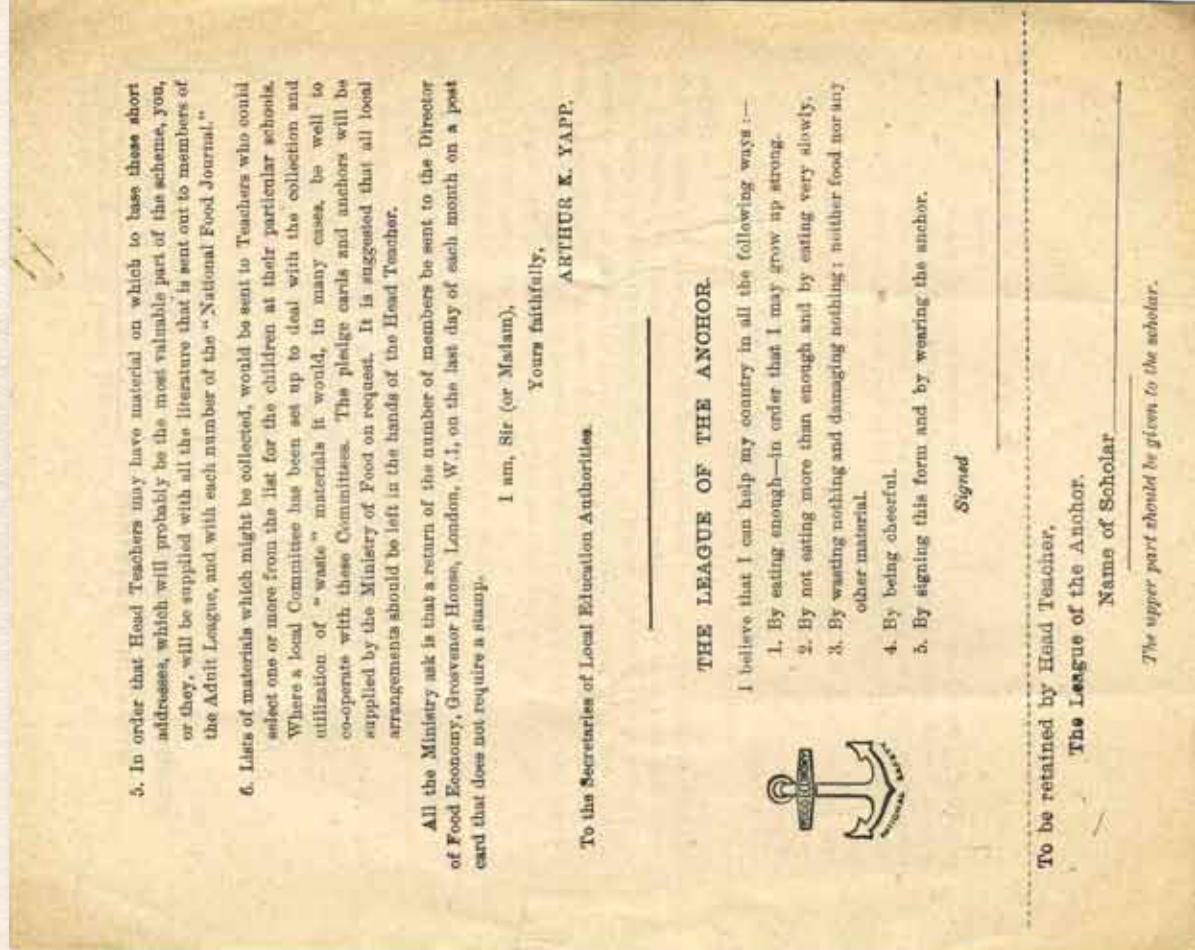 5. In order that Head Teachers may have material on which to base these short
addresses, which will probably be the most valuable part of the scheme, you,
or they, will be supplied with all the literature that is sent out to members of
the Adult League, and with each number of the “National Food Journal.”
6. Lists of materials which might be collected, would be sent to Teachers who could
select one or more from the list for the children at their particular schools.
Where a local Committee has been set up to deal with the collection and
utilization of “waste” materials it would, in many cases, be well to
co-operate with these Committees. The pledge cards and anchors will be
supplied by the Ministry of Food on request. It is suggested that all local
arrangements should be left in the hands of the Head Teacher.
All the Ministry ask is that a return of the number of members be sent to the Director
of Food Economy, Grosvenor House, London, W.1, on the last day of each month on a post
card that does not require a stamp.
I am, Sir (or Madam),
Yours faithfully,
ARTHUR K. YAPP.
To the Secretaries of Local Education Authorities.
THE LEAGUE OF THE ANCHOR.
I believe that I can help my country in all the following ways :—
1. By eating enough—in order that I may grow up strong.
2. By not eating more than enough and by eating very slowly.
3. By wasting nothing and damaging nothing; neither food nor any
other material.
4. By being cheerful.
5. By signing this form and by wearing the anchor.
FOOD ECONOMY
NATIONAL SAFETY
Signed
To be retained by Head Teacher.
The League of the Anchor.
Name of Scholar
The upper part should be given to the scholar.